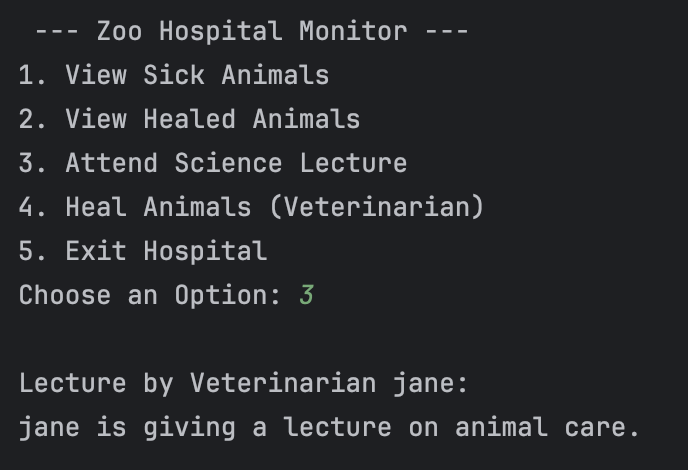 --- Zoo Hospital Monitor ---
1. View Sick Animals
2. View Healed Animals
3. Attend Science Lecture
4. Heal Animals (Veterinarian)
5. Exit Hospital
Choose an Option: 3
Lecture by Veterinarian jane:
jane is giving a lecture on animal care.